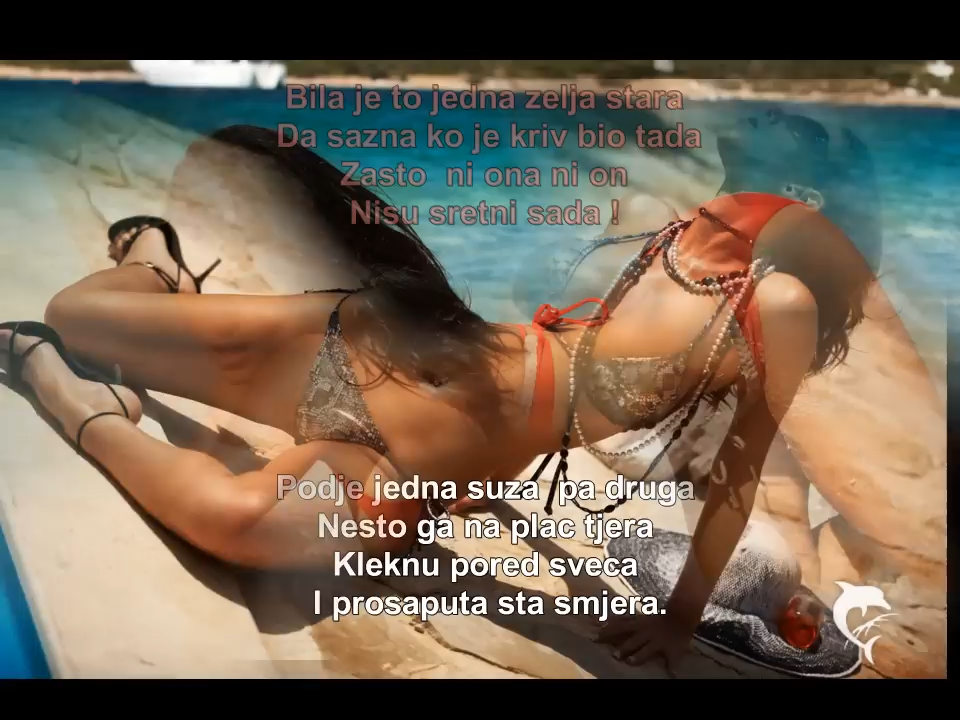 Bila je to jedna zelja stara
Da sazna ko je kriv bio tada
Zasto ni ona ni on
Nisu sretni sada !
Podje jedna suza pa druga
Nesto ga na plac tjera
Kleknu pored sveca
I prosaputa sta smjera.